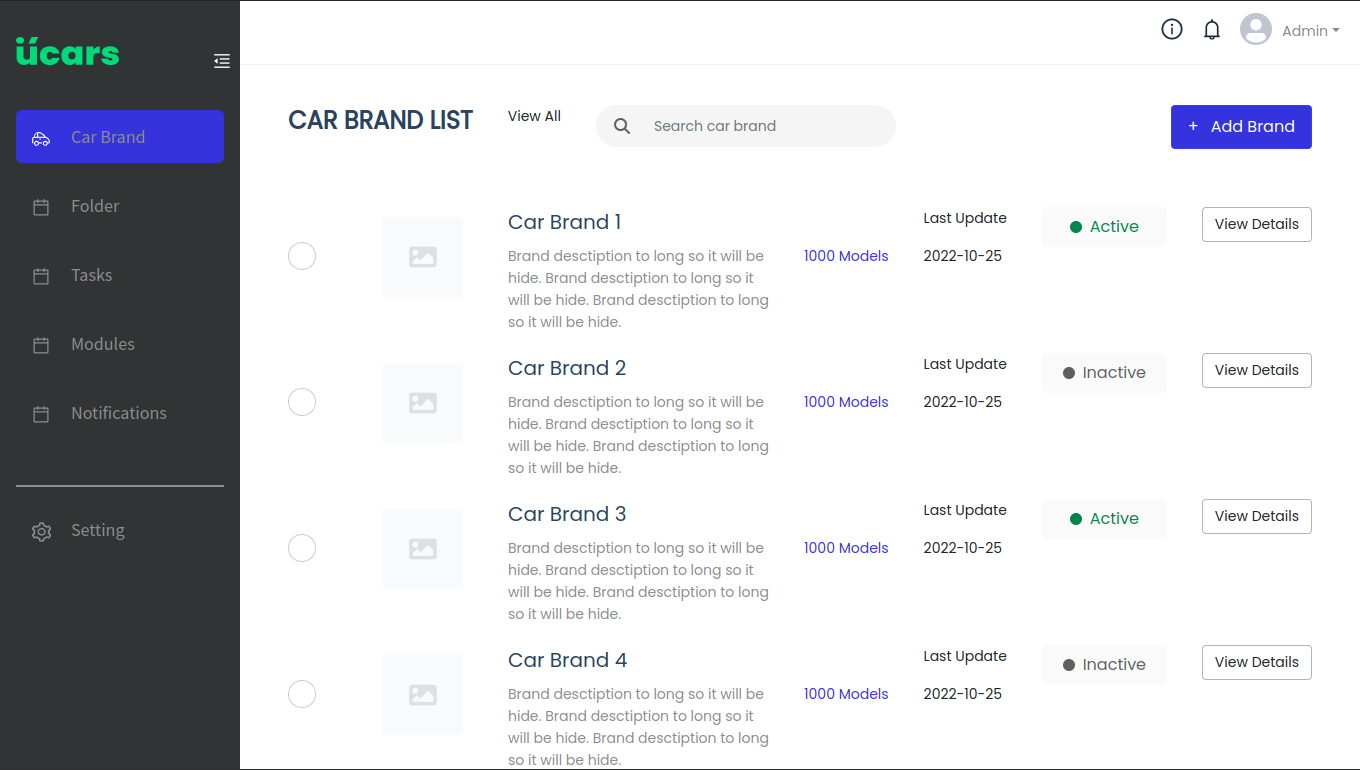 úcars
Admin
Car Brand
Folder
Tasks
Modules
Notifications
Setting
CAR BRAND LIST
View All
Search car brand
+ Add Brand
Car Brand 1
Brand desctiption to long so it will be
hide. Brand desctiption to long so it
will be hide. Brand desctiption to long
so it will be hide.
1000 Models
Last Update
2022-10-25
Active
View Details
Car Brand 2
Brand desctiption to long so it will be
hide. Brand desctiption to long so it
will be hide. Brand desctiption to long
so it will be hide.
1000 Models
Last Update
2022-10-25
Inactive
View Details
Car Brand 3
Brand desctiption to long so it will be
hide. Brand desctiption to long so it
will be hide. Brand desctiption to long
so it will be hide.
1000 Models
Last Update
2022-10-25
Active
View Details
Car Brand 4
Brand desctiption to long so it will be
hide. Brand desctiption to long so it
will be hide. Brand desctiption to long
so it will be hide.
1000 Models
Last Update
2022-10-25
Inactive
View Details